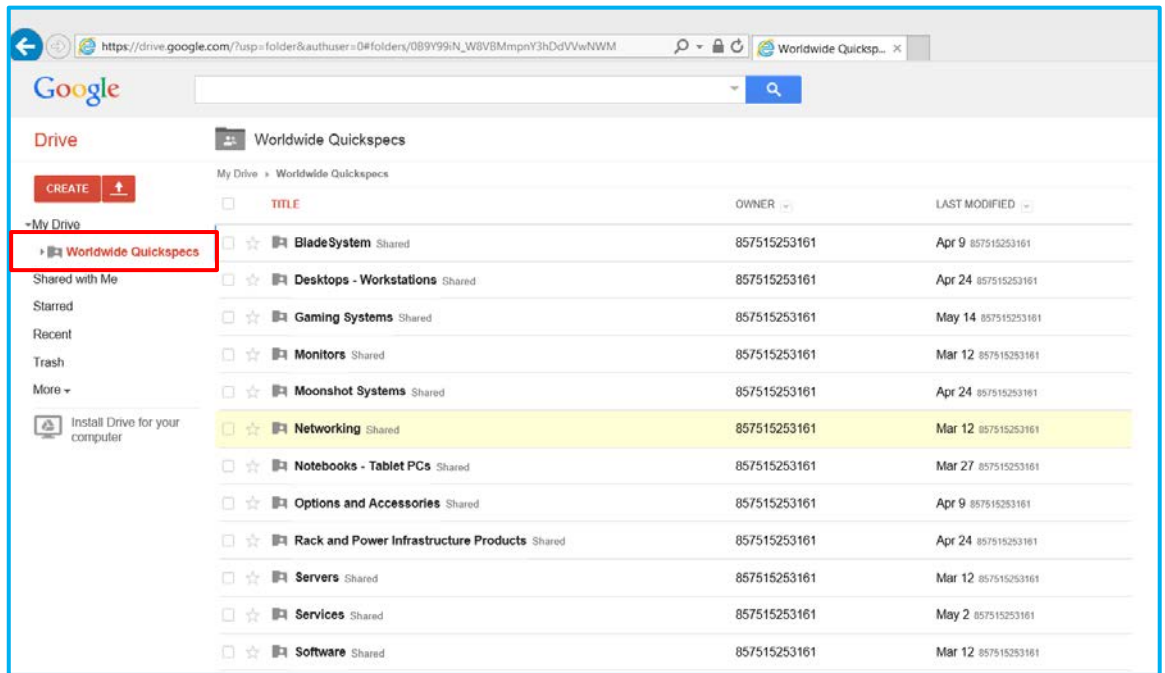 https://drive.google.com/?usp=folder&authuser=0#folders/0B9Y99iN_W8VBMmpnY3hDdVVwNWM
Worldwide Quicksp...
Google
Drive
Worldwide Quickspecs
CREATE
My Drive
Worldwide Quickspecs
Shared with Me
Starred
Recent
Trash
More
Install Drive for your
computer
My Drive Worldwide Quickspecs
TITLE OWNER LAST MODIFIED
BladeSystem Shared 857515253161 Apr 9 857515253161
Desktops - Workstations Shared 857515253161 Apr 24 857515253161
Gaming Systems Shared 857515253161 May 14 857515253161
Monitors Shared 857515253161 Mar 12 857515253161
Moonshot Systems Shared 857515253161 Apr 24 857515253161
Networking Shared 857515253161 Mar 12 857515253161
Notebooks - Tablet PCs Shared 857515253161 Mar 27 857515253161
Options and Accessories Shared 857515253161 Apr 9 857515253161
Rack and Power Infrastructure Products Shared 857515253161 Apr 24 857515253161
Servers Shared 857515253161 Mar 12 857515253161
Services Shared 857515253161 May 2 857515253161
Software Shared 857515253161 Mar 12 857515253161